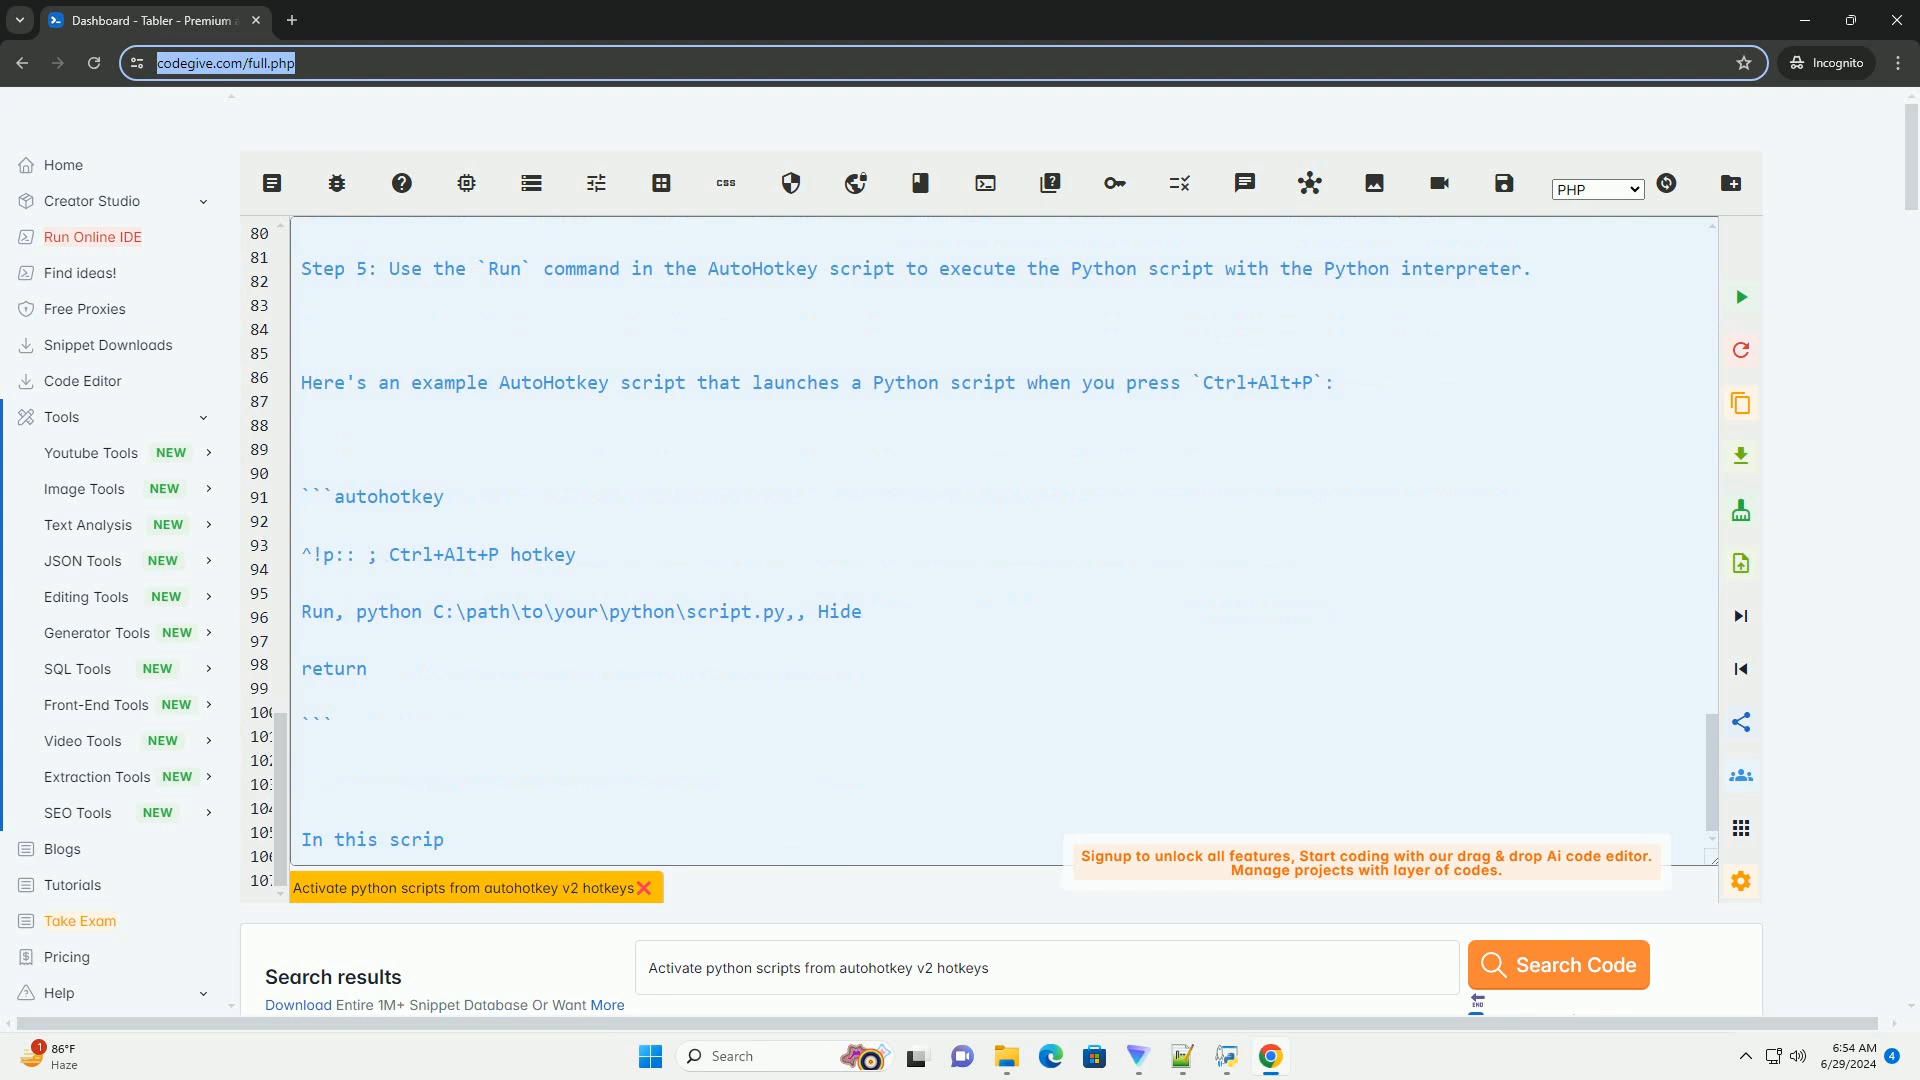 Dashboard - Tabler - Premium
codegive.com/full.php
Incognito
Home
Creator Studio
Run Online IDE
Find ideas!
Free Proxies
Snippet Downloads
Code Editor
Tools
Youtube Tools NEW
Image Tools NEW
Text Analysis NEW
JSON Tools NEW
Editing Tools NEW
Generator Tools NEW
SQL Tools NEW
Front-End Tools NEW
Video Tools NEW
Extraction Tools NEW
SEO Tools NEW
Blogs
Tutorials
Take Exam
Pricing
Help
css
PHP
80
81
82
83
84
85
86
87
88
89
90
91
92
93
94
95
96
97
98
99
Step 5: Use the `Run` command in the AutoHotkey script to execute the Python script with the Python interpreter.
Here's an example AutoHotkey script that launches a Python script when you press `Ctrl+Alt+P`:
```autohotkey
^!p:: ; Ctrl+Alt+P hotkey
Run, python C:\path\to\your\python\script.py,, Hide
return
```
In this scrip
Signup to unlock all features, Start coding with our drag & drop Ai code editor.
Manage projects with layer of codes.
Activate python scripts from autohotkey v2 hotkeys❌
Search results
Download Entire 1M+ Snippet Database Or Want More
Activate python scripts from autohotkey v2 hotkeys
Search Code
END
1
86°F
Haze
Search
6:54 AM
6/29/2024
4